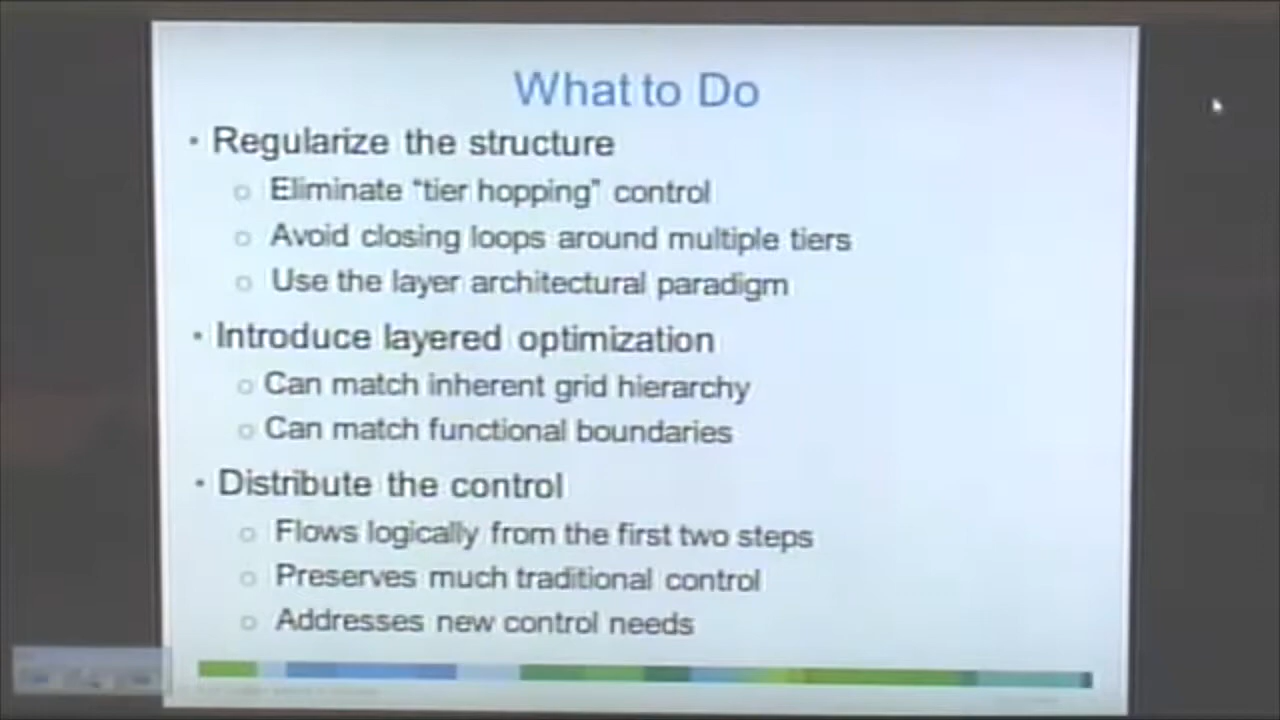 What to Do
• Regularize the structure
o Eliminate “tier hopping” control
o Avoid closing loops around multiple tiers
o Use the layer architectural paradigm
• Introduce layered optimization
o Can match inherent grid hierarchy
o Can match functional boundaries
• Distribute the control
o Flows logically from the first two steps
o Preserves much traditional control
o Addresses new control needs